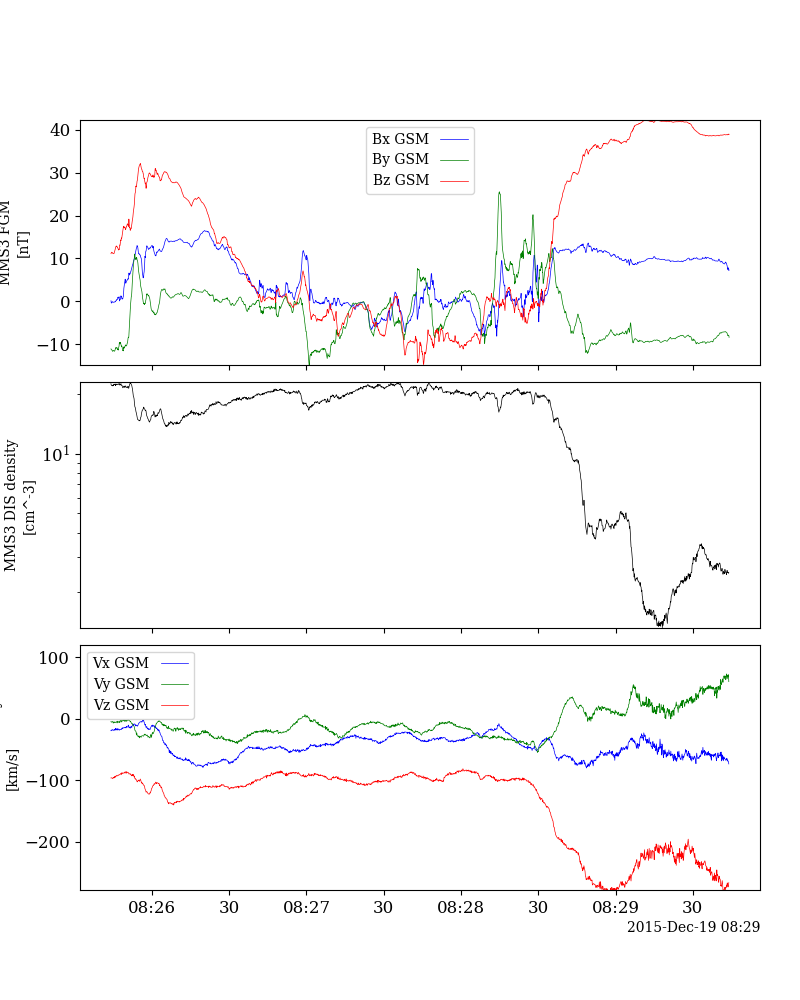 40
30
20
10
0
−10
MMS3 FGM
[nT]
Bx GSM
By GSM
Bz GSM
10¹
MMS3 DIS density
[cm^-3]
100
0
−100
−200
[km/s]
Vx GSM
Vy GSM
Vz GSM
08:26 30 08:27 30 08:28 30 08:29 30
2015-Dec-19 08:29